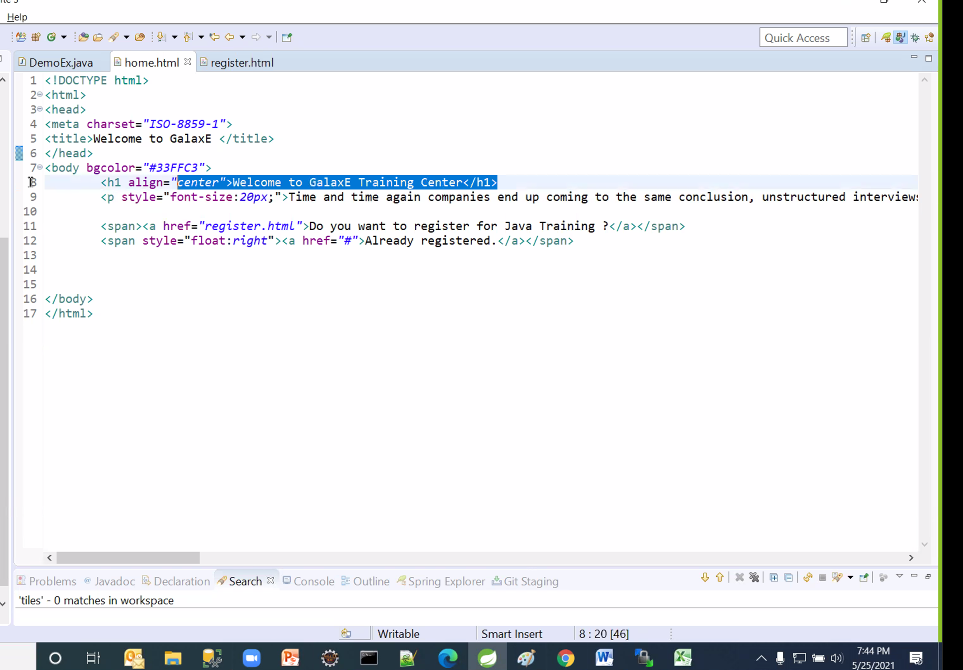 Help
Quick Access
DemoEx.java home.html register.html
1 <!DOCTYPE html>
2 <html>
3 <head>
4 <meta charset="ISO-8859-1">
5 <title>Welcome to GalaxE </title>
6 </head>
7 <body bgcolor="#33FFC3">
8 <h1 align="center">Welcome to GalaxE Training Center</h1>
9 <p style="font-size:20px;">Time and time again companies end up coming to the same conclusion, unstructured interviews
10
11 <span><a href="register.html">Do you want to register for Java Training ?</a></span>
12 <span style="float:right"><a href="#">Already registered.</a></span>
13
14
15
16 </body>
17 </html>
Problems Javadoc Declaration Search Console Outline Spring Explorer Git Staging
'tiles' - 0 matches in workspace
Writable Smart Insert 8 : 20 [46]
7:44 PM
5/25/2021